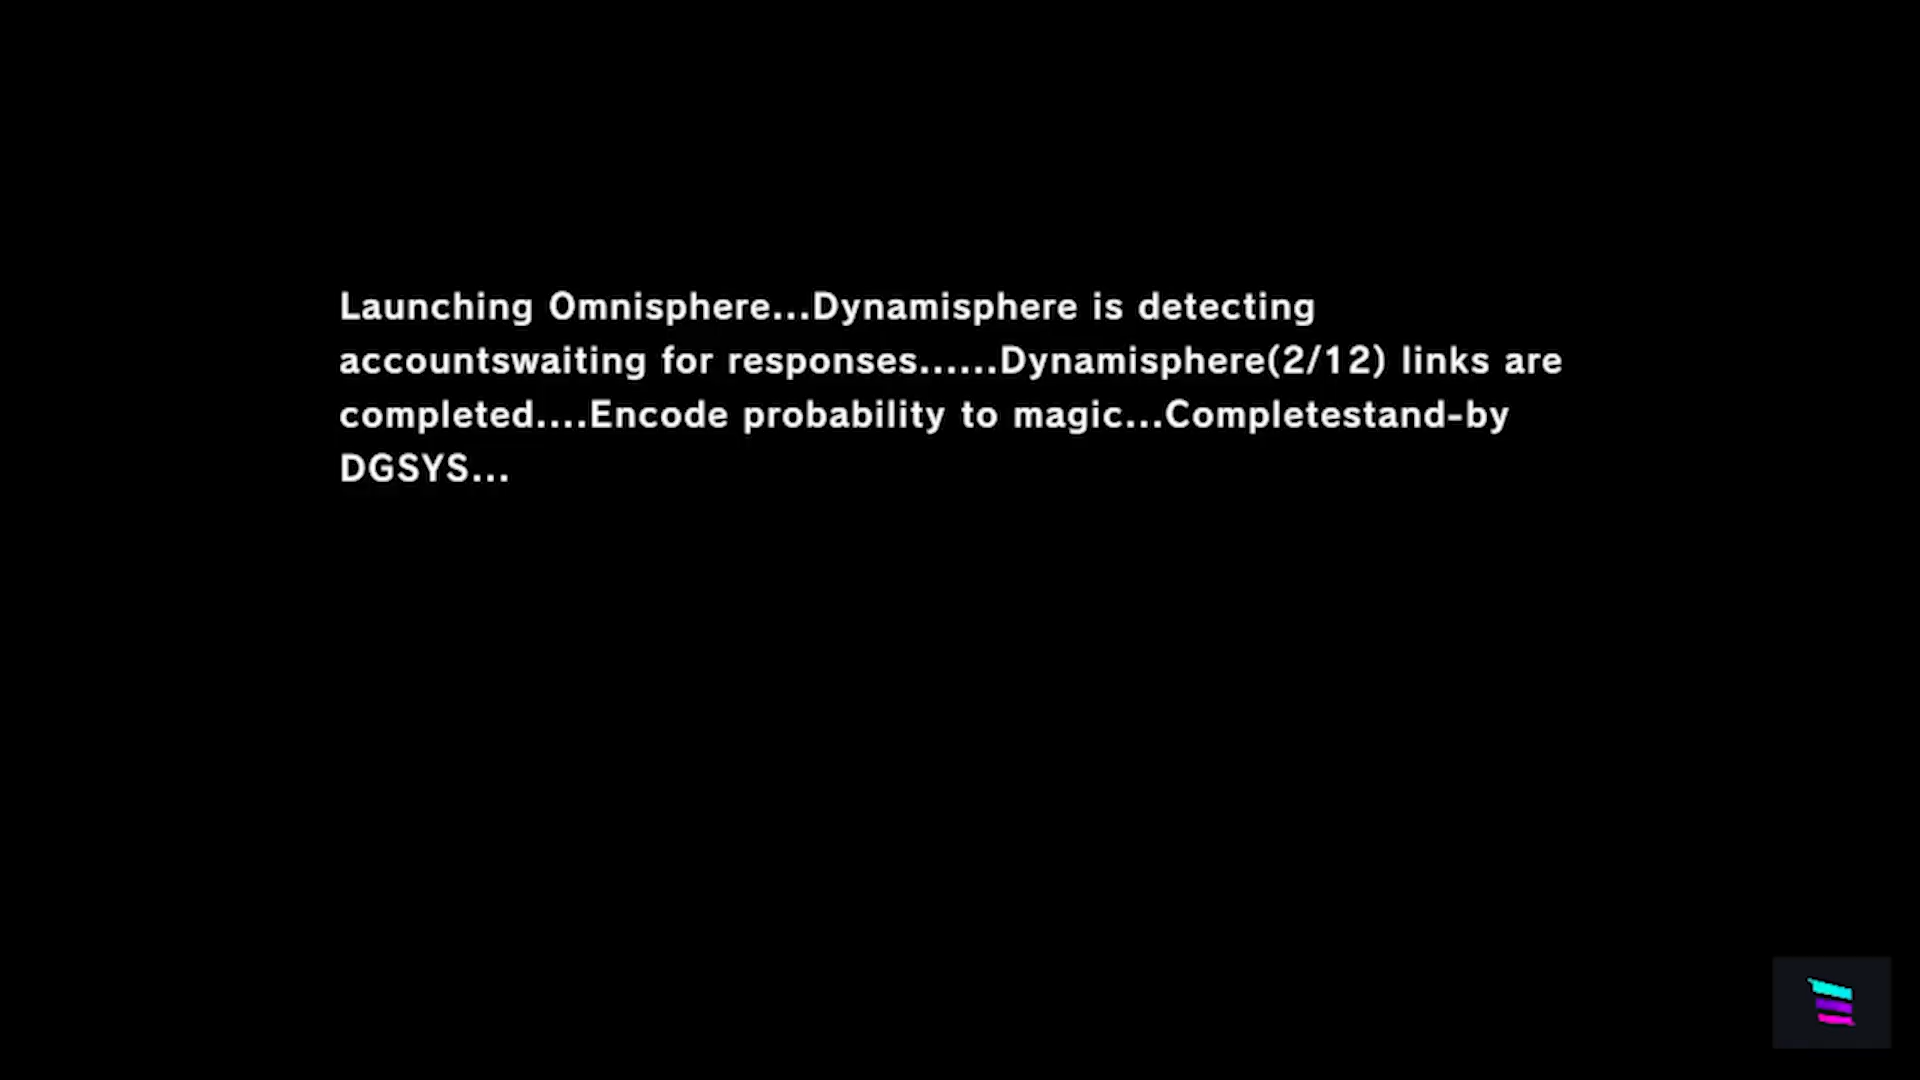 Launching Omnisphere...Dynamisphere is detecting
accountswaiting for responses......Dynamisphere(2/12) links are
completed....Encode probability to magic...Completestand-by
DGSYS...